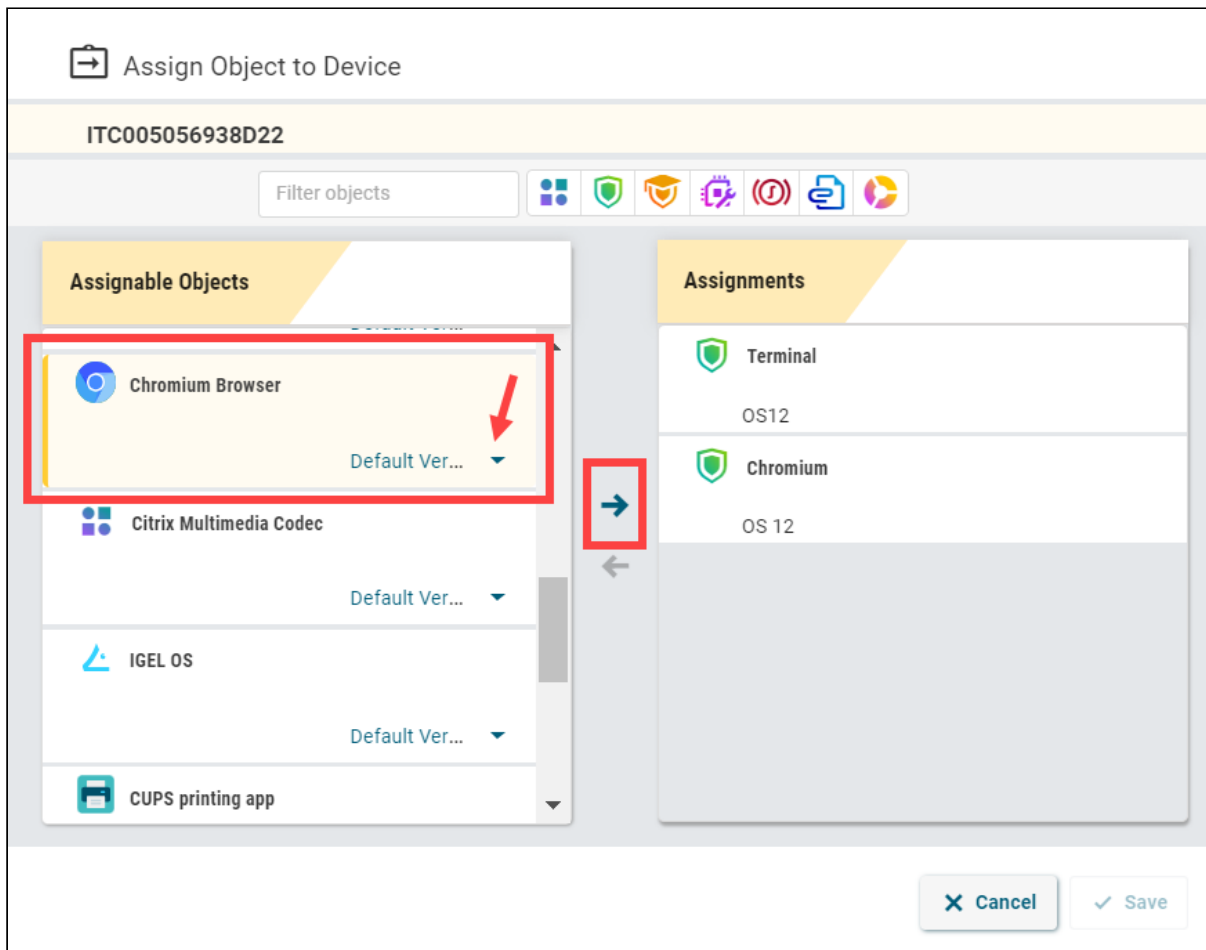 Assign Object to Device
ITC005056938D22
Filter objects
Assignable Objects
Chromium Browser
Default Ver...
Citrix Multimedia Codec
Default Ver...
IGEL OS
Default Ver...
CUPS printing app
Assignments
Terminal
OS12
Chromium
OS 12
Cancel
Save